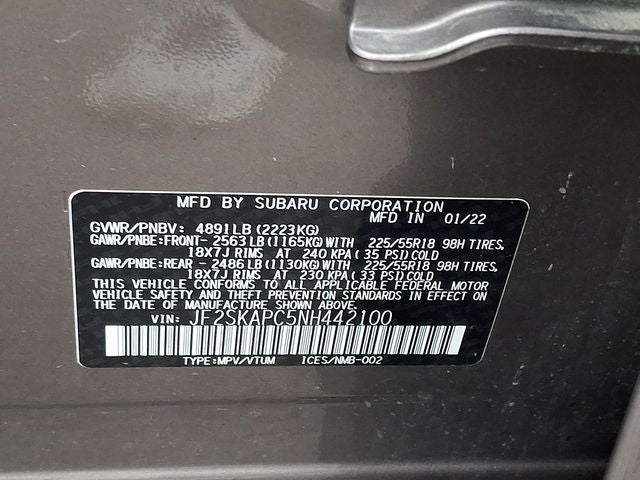 MFD BY SUBARU CORPORATION
MFD IN 01/22
GVWR/PNBV: 4891LB(2223KG)
GAWR/PNBE:FRONT- 2563LB(1165KG)WITH 225/55R18 98H TIRES,
18X7J RIMS AT 240 KPA(35 PSI)COLD
GAWR/PNBE:REAR -2486LB(1130KG)WITH 225/55R18 98H TIRES,
18X7J RIMS AT 230 KPA(33 PSI)COLD
THIS VEHICLE CONFORMS TO ALL APPLICABLE FEDERAL MOTOR
VEHICLE SAFETY AND THEFT PREVENTION STANDARDS IN EFFECT ON THE
DATE OF MANUFACTURE SHOWN ABOVE.
VIN: JF2SKAPC5NH442100
TYPE:MPV/VTUM ICES/NMB-002